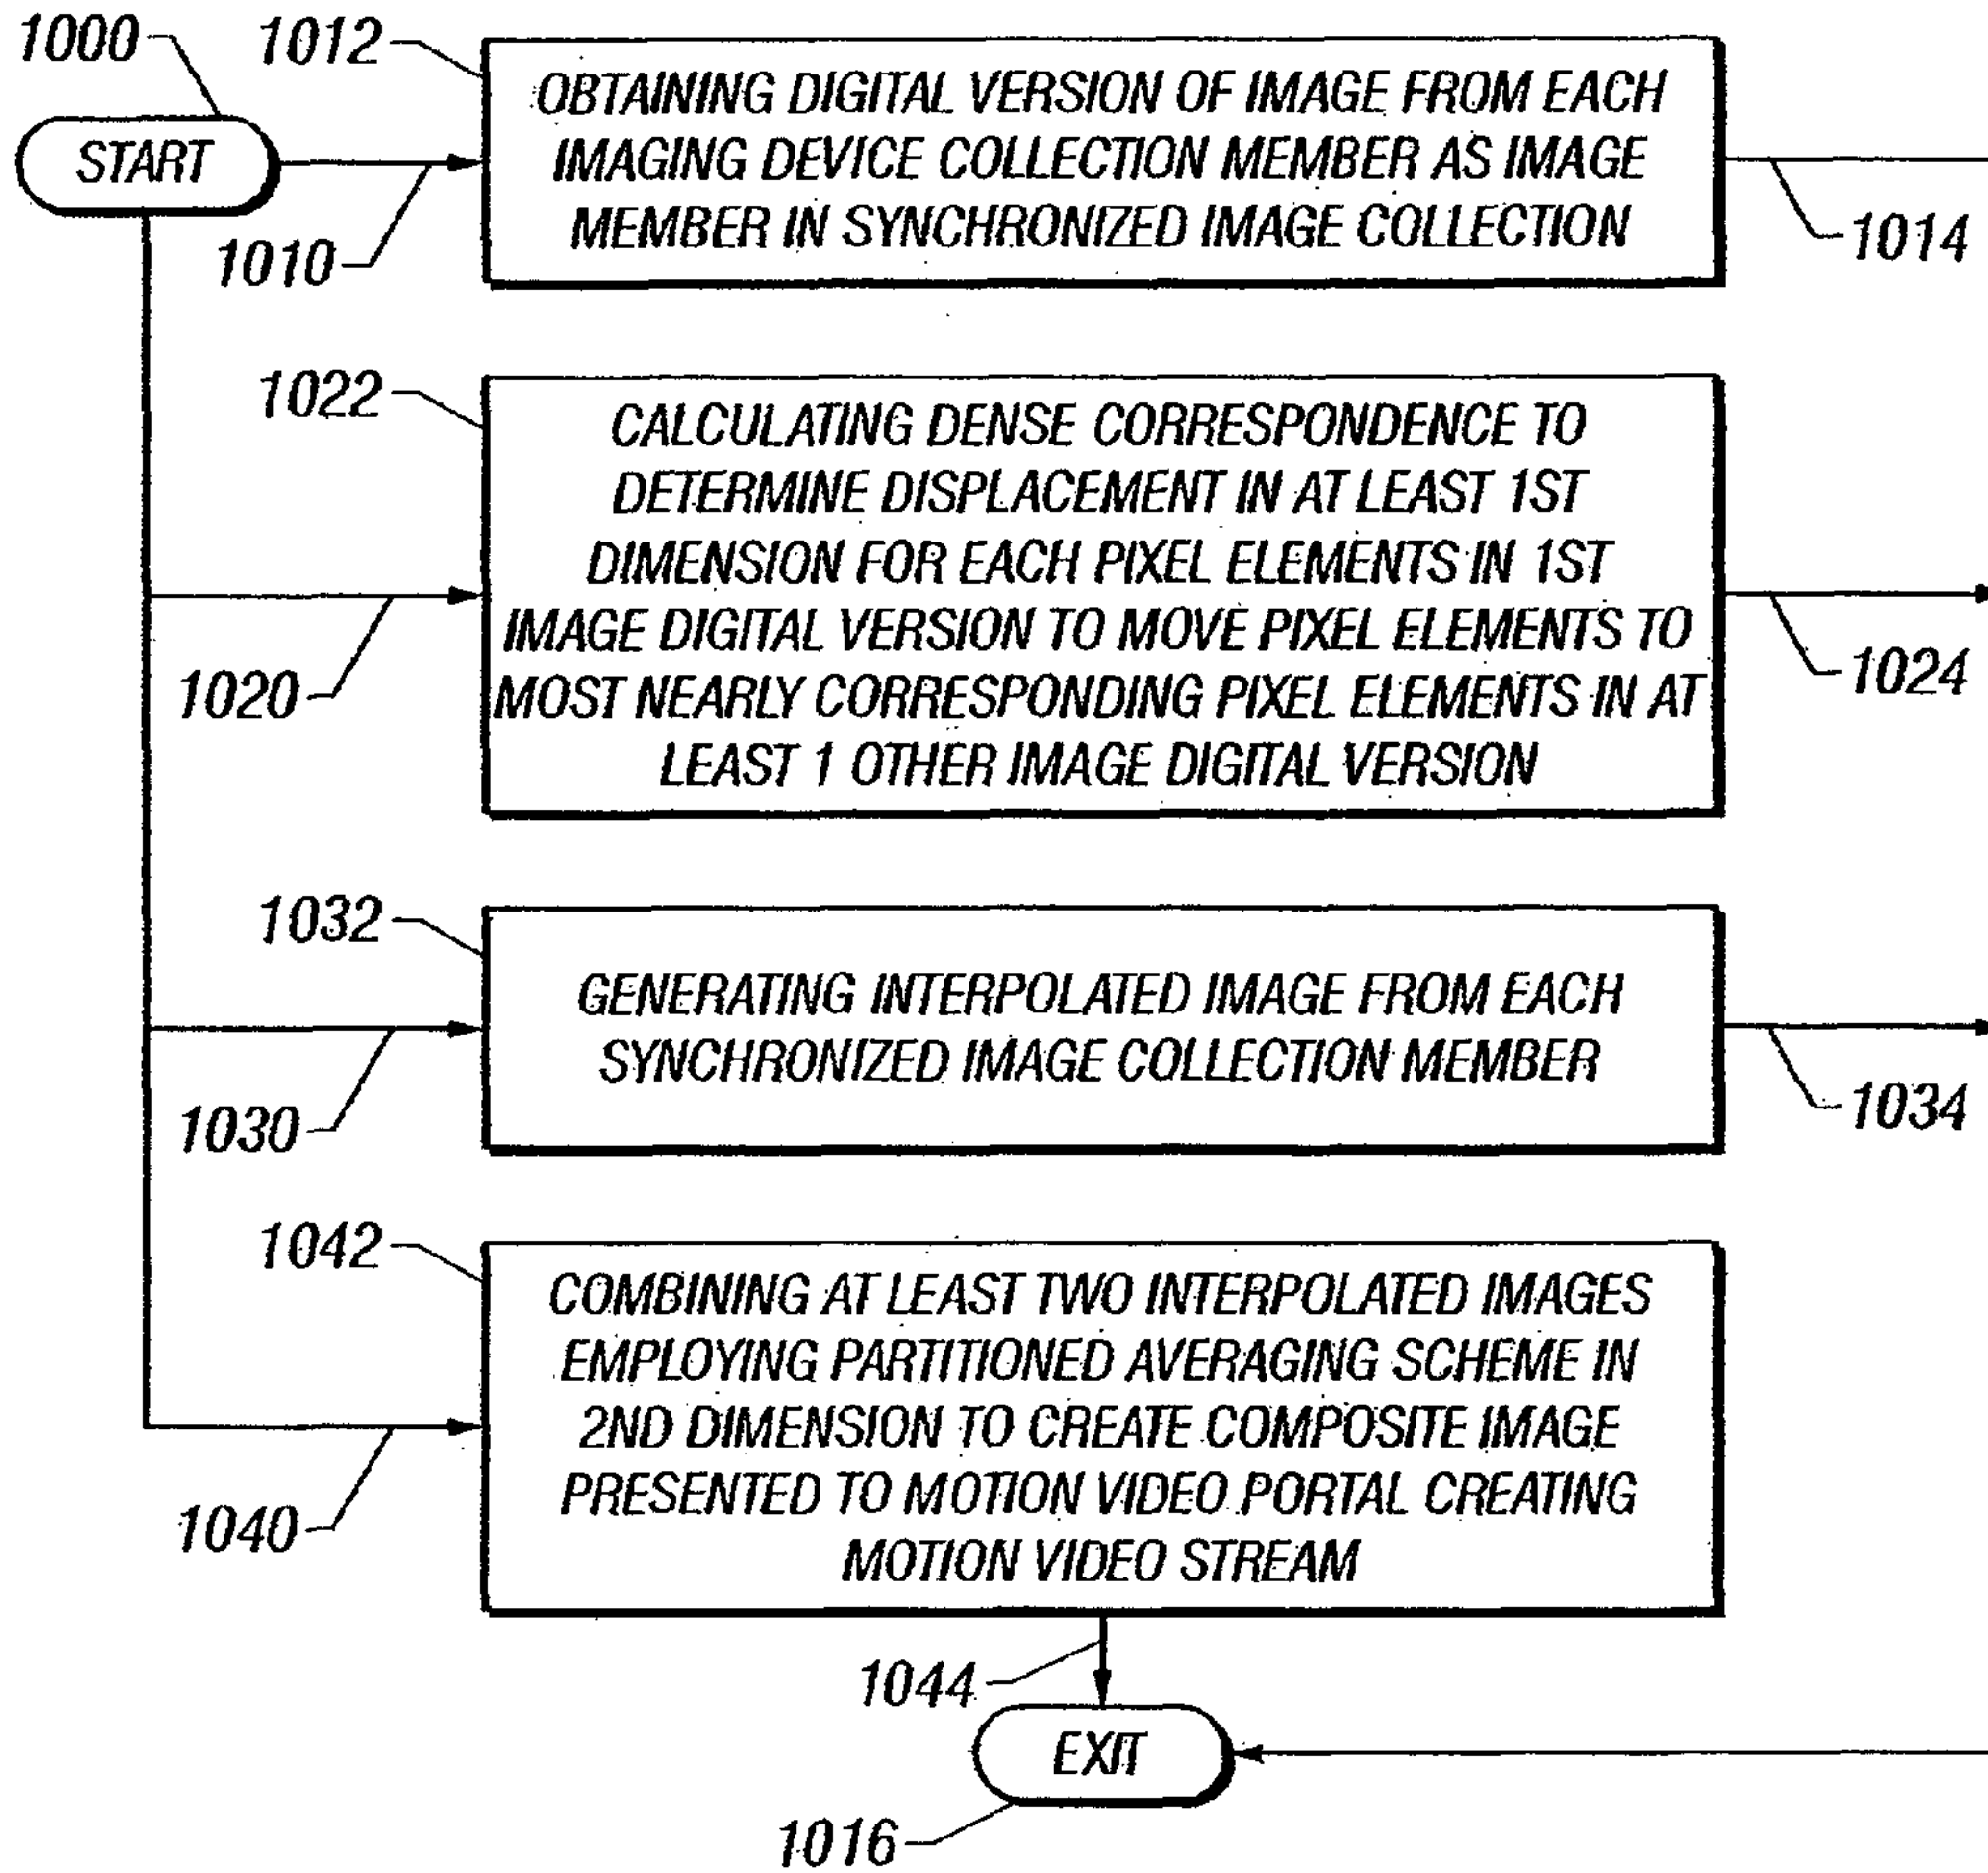 1000
1012
START
OBTAINING DIGITAL VERSION OF IMAGE FROM EACH
IMAGING DEVICE COLLECTION MEMBER AS IMAGE
MEMBER IN SYNCHRONIZED IMAGE COLLECTION
1010
1014
1022
CALCULATING DENSE CORRESPONDENCE TO
DETERMINE DISPLACEMENT IN AT LEAST 1ST
DIMENSION FOR EACH PIXEL ELEMENTS IN 1ST
IMAGE DIGITAL VERSION TO MOVE PIXEL ELEMENTS TO
MOST NEARLY CORRESPONDING PIXEL ELEMENTS IN AT
LEAST 1 OTHER IMAGE DIGITAL VERSION
1020
1024
1032
GENERATING INTERPOLATED IMAGE FROM EACH
SYNCHRONIZED IMAGE COLLECTION MEMBER
1030
1034
1042
COMBINING AT LEAST TWO INTERPOLATED IMAGES
EMPLOYING PARTITIONED AVERAGING SCHEME IN
2ND DIMENSION TO CREATE COMPOSITE IMAGE
PRESENTED TO MOTION VIDEO PORTAL CREATING
MOTION VIDEO STREAM
1040
1044
EXIT
1016